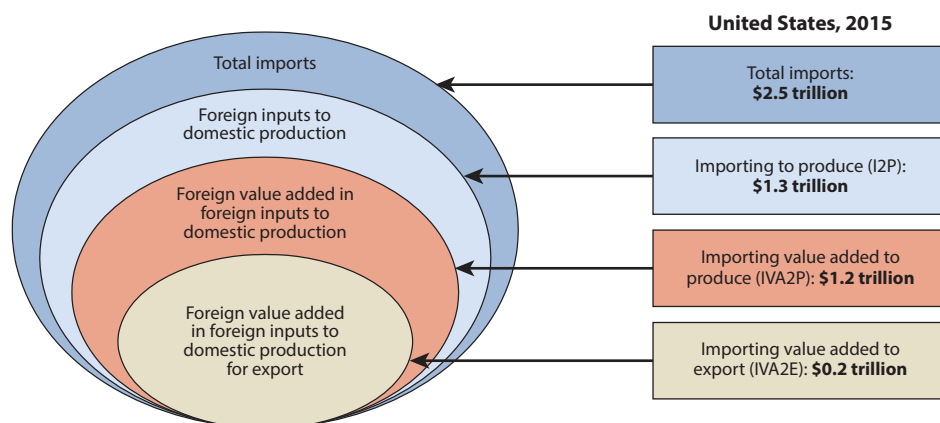 United States, 2015
Total imports
Total imports:
$2.5 trillion
Foreign inputs to
domestic production
Importing to produce (I2P):
$1.3 trillion
Foreign value added in
foreign inputs to
domestic production
Importing value added to
produce (IVA2P): $1.2 trillion
Foreign value added
in foreign inputs to
domestic production
for export
Importing value added to
export (IVA2E): $0.2 trillion